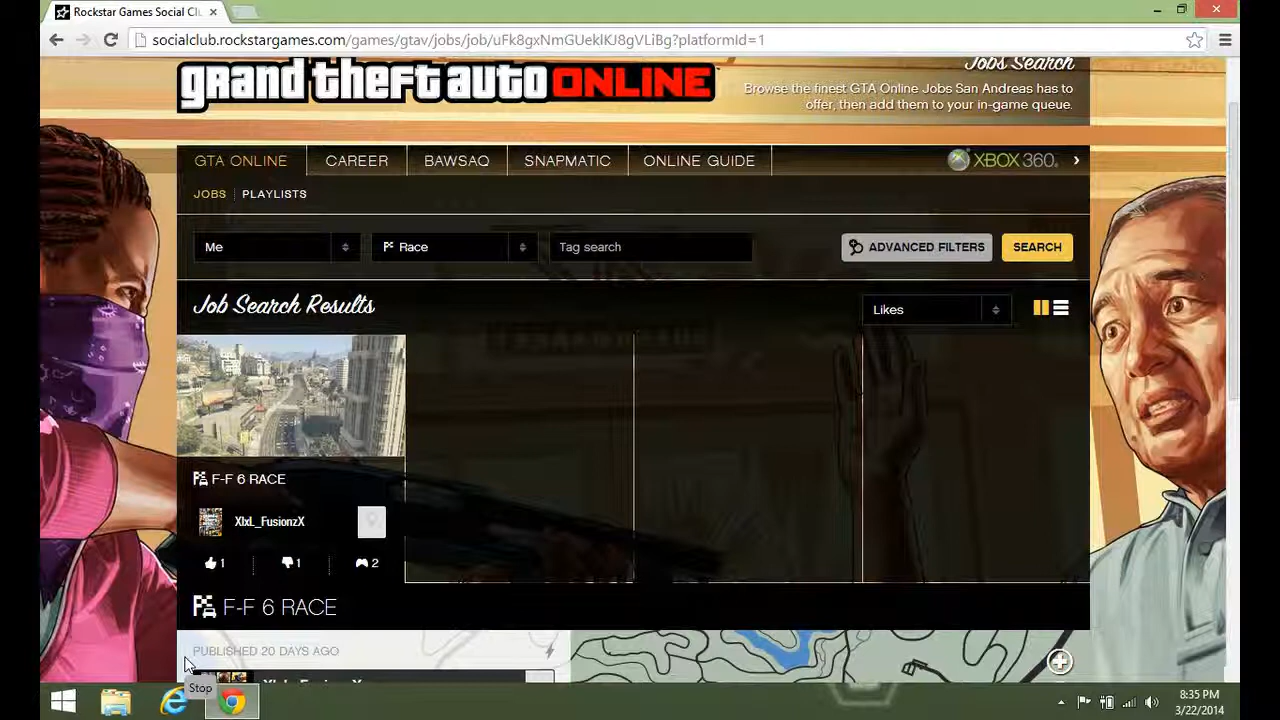 Rockstar Games Social Clu
socialclub.rockstargames.com/games/gtav/jobs/job/uFk3gxNmGUeklKJ8gVLiBg?platformId=1
grand theft auto ONLINE
Jobs Search
Browse the finest GTA Online Jobs San Andreas has to
offer, then add them to your in-game queue.
GTA ONLINE CAREER BAWSAQ SNAPMATIC ONLINE GUIDE XBOX 360.
JOBS PLAYLISTS
Me Race Tag search ADVANCED FILTERS SEARCH
Job Search Results Likes
F-F 6 RACE
XlxL_FusionzX
1 1 2
F-F 6 RACE
PUBLISHED 20 DAYS AGO
XlxL_FusionzX
Stop
8:35 PM
3/22/2014